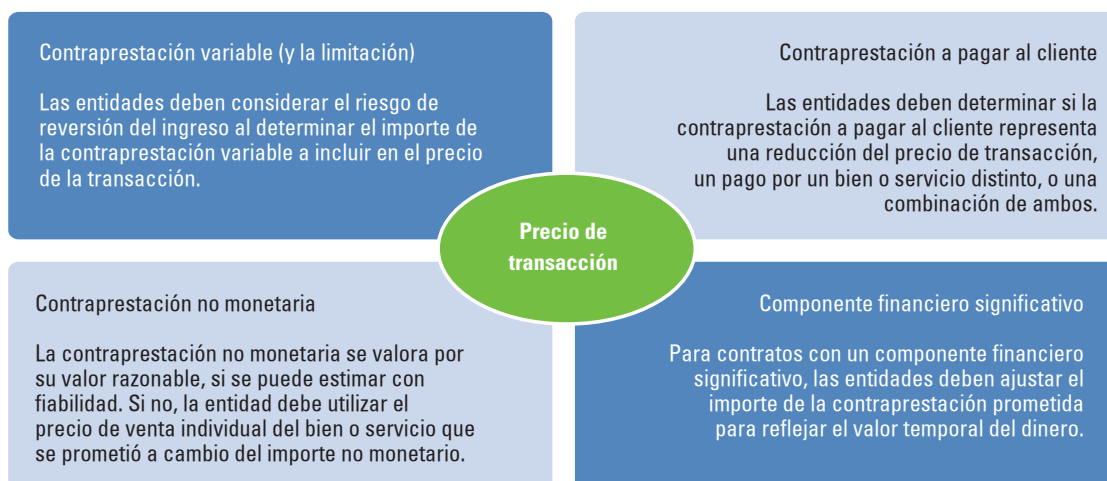 Contraprestación variable (y la limitación)
Las entidades deben considerar el riesgo de
reversión del ingreso al determinar el importe de
la contraprestación variable a incluir en el precio
de la transacción.
Contraprestación a pagar al cliente
Las entidades deben determinar si la
contraprestación a pagar al cliente representa
una reducción del precio de transacción,
un pago por un bien o servicio distinto, o una
combinación de ambos.
Precio de
transacción
Contraprestación no monetaria
La contraprestación no monetaria se valora por
su valor razonable, si se puede estimar con
fiabilidad. Si no, la entidad debe utilizar el
precio de venta individual del bien o servicio que
se prometió a cambio del importe no monetario.
Componente financiero significativo
Para contratos con un componente financiero
significativo, las entidades deben ajustar el
importe de la contraprestación prometida
para reflejar el valor temporal del dinero.